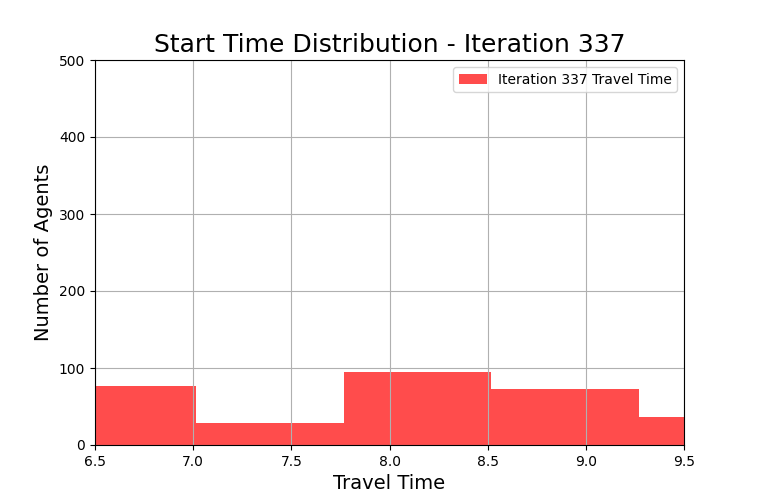 Start Time Distribution - Iteration 337
Iteration 337 Travel Time
Number of Agents
500
400
300
200
100
0
6.5 7.0 7.5 8.0 8.5 9.0 9.5
Travel Time